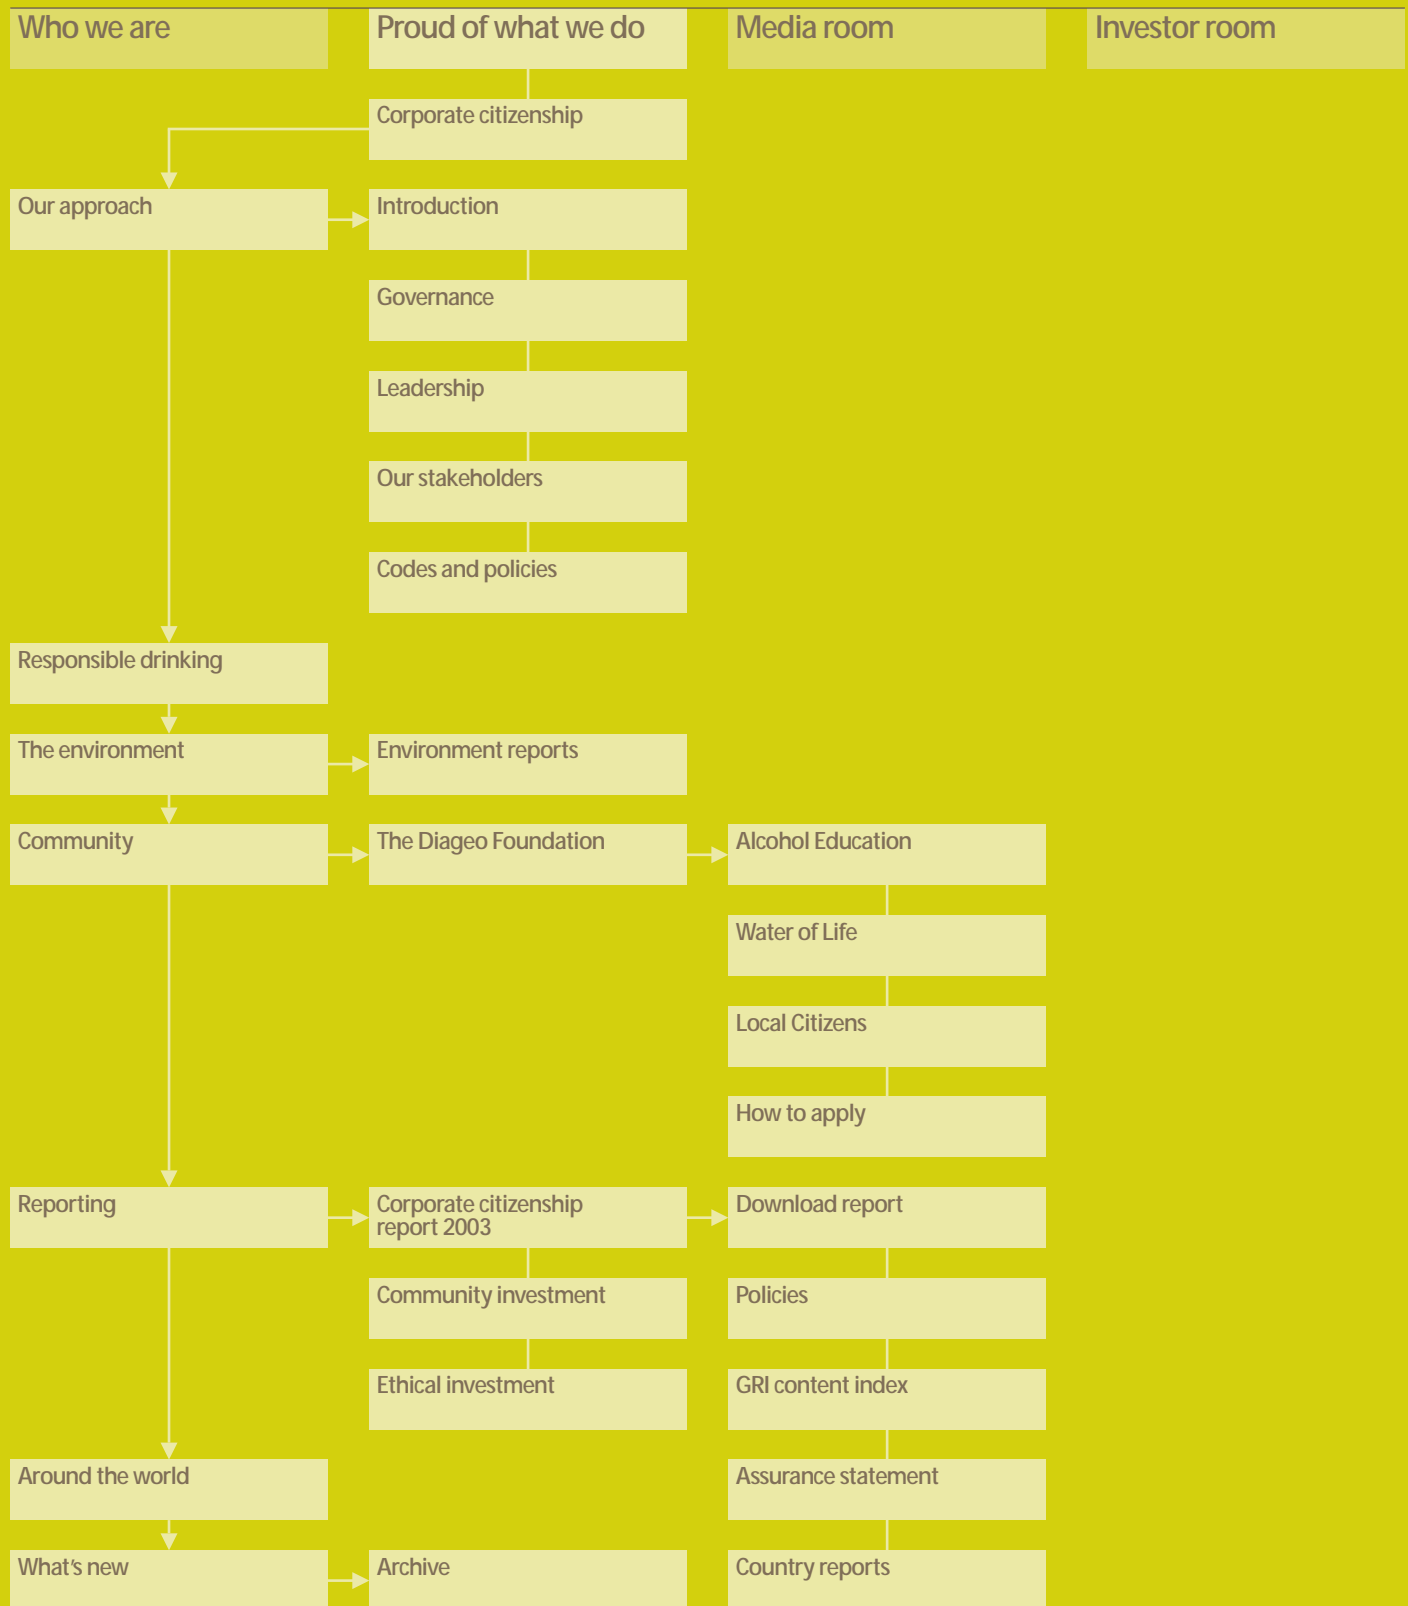 Who we are
Proud of what we do
Media room
Investor room
Corporate citizenship
Our approach
Introduction
Governance
Leadership
Our stakeholders
Codes and policies
Responsible drinking
The environment
Environment reports
Community
The Diageo Foundation
Alcohol Education
Water of Life
Local Citizens
How to apply
Reporting
Corporate citizenship
report 2003
Download report
Community investment
Policies
Ethical investment
GRI content index
Around the world
Assurance statement
What’s new
Archive
Country reports